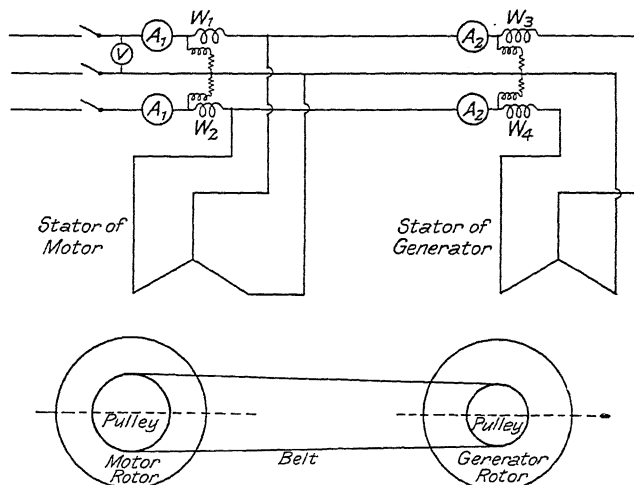 W1
W3
V
A1
A2
A1
A2
W2
W4
Stator of
Motor
Stator of
Generator
Pulley
Pulley
Motor
Rotor
Belt
Gererator
Rotor